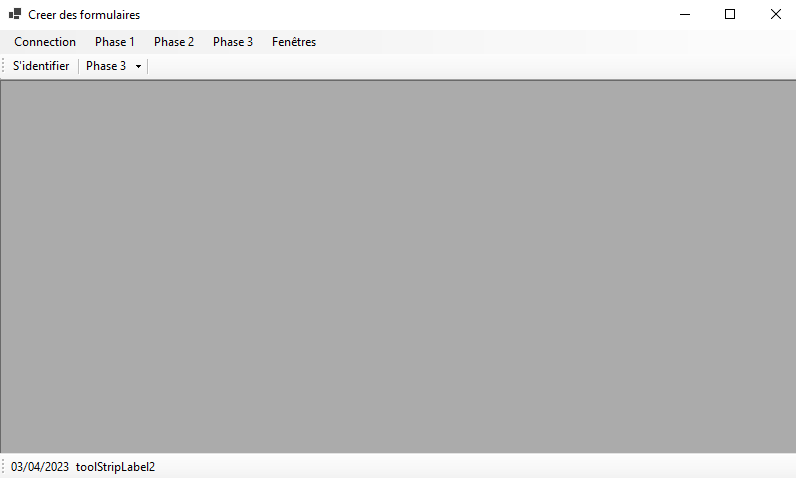 Creer des formulaires
Connection Phase 1 Phase 2 Phase 3 Fenêtres
S'identifier Phase 3
03/04/2023 toolStripLabel2